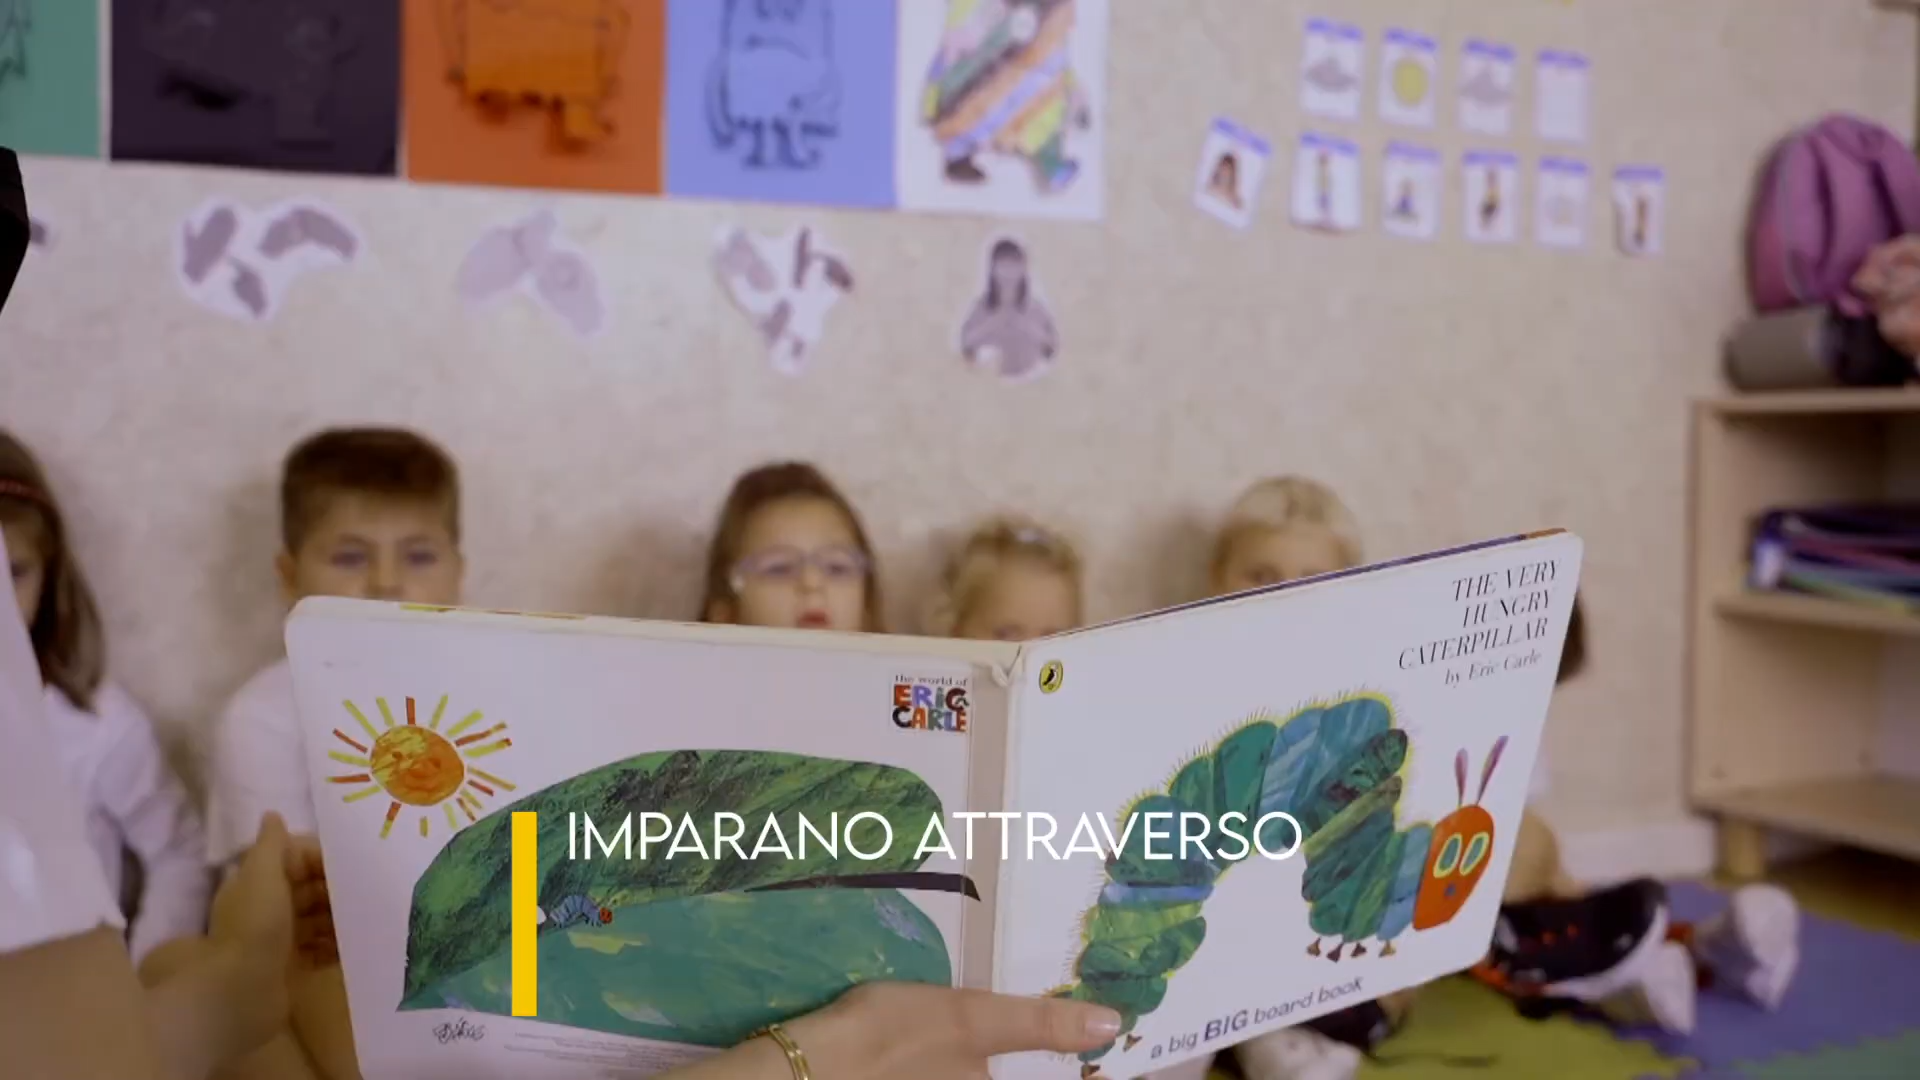 THE VERY
HUNGRY
CATERPILLAR
by Eric Carle
the world of
ERIC
CARLE
IMPARANO ATTRAVERSO
a big BIG board book